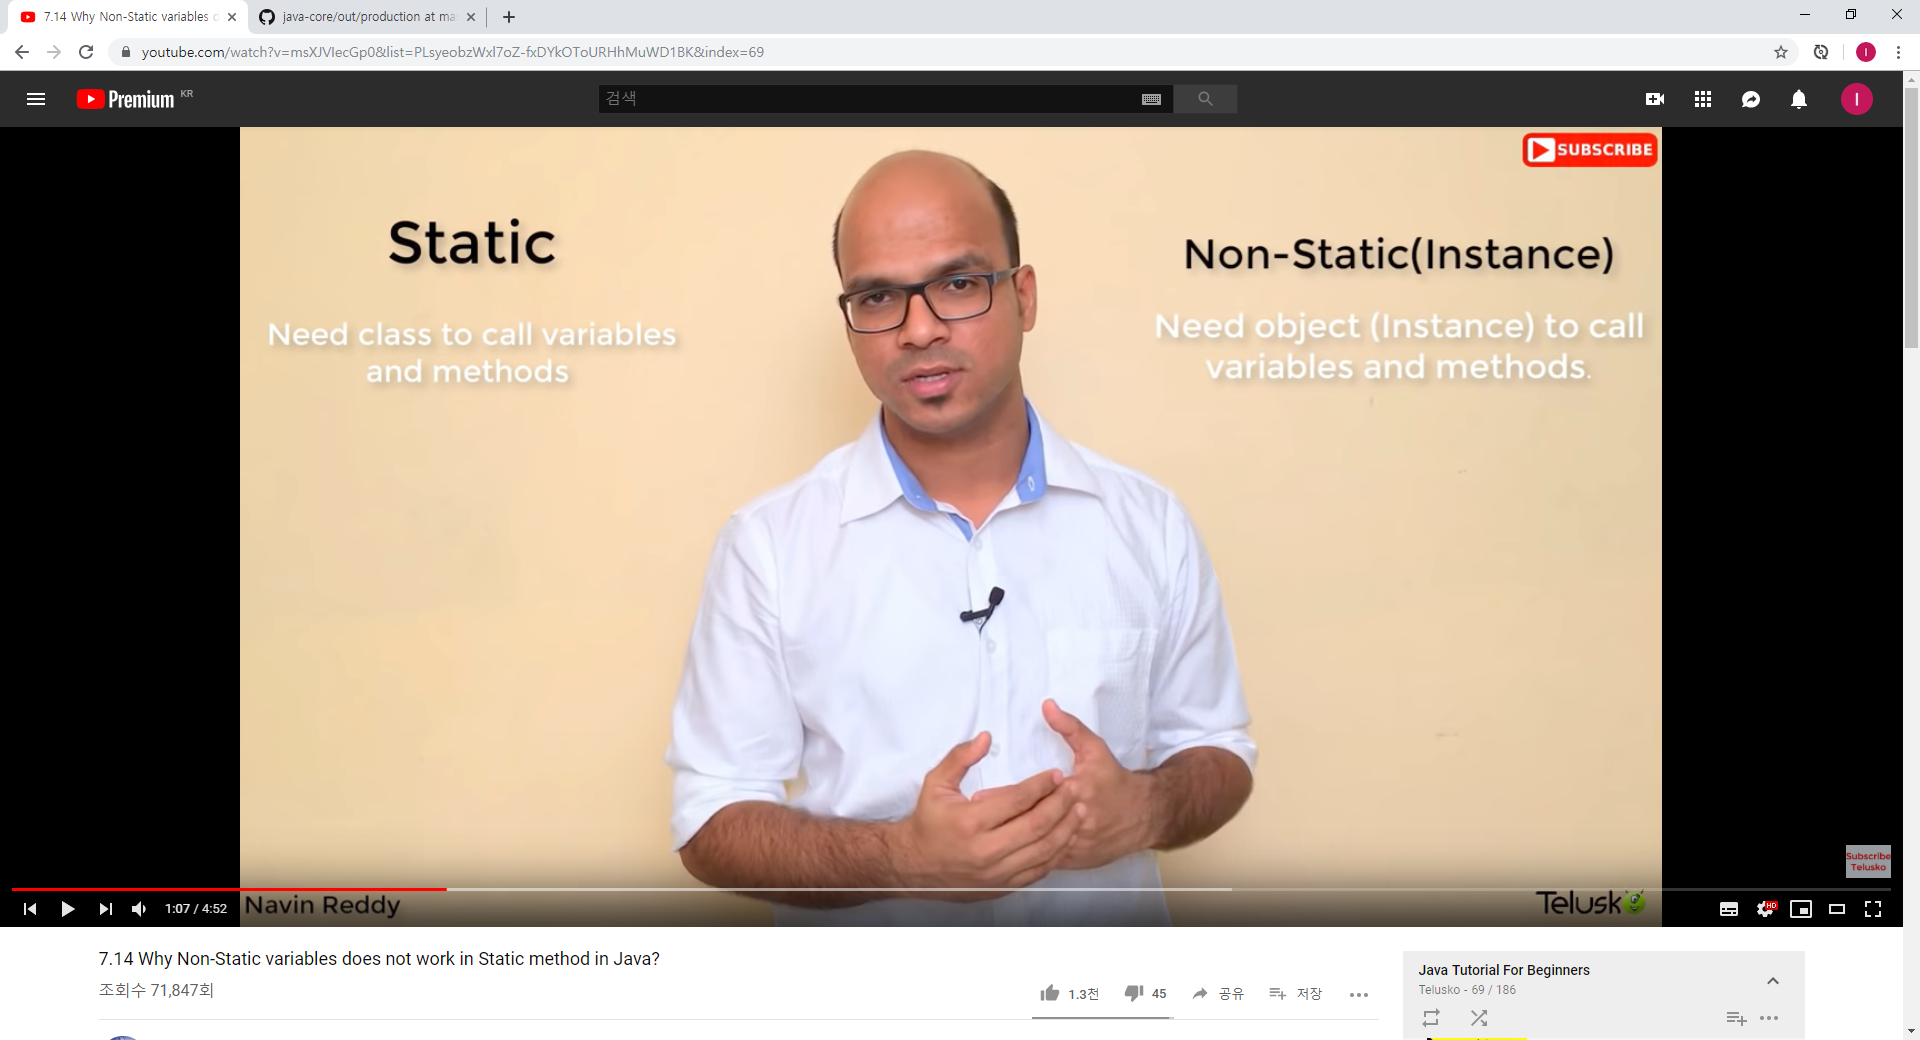 7.14 Why Non-Static variables d
java-core/out/production at ma
youtube.com/watch?v=msXJVIecGp0&list=PLsyeobzWxl7oZ-fxDYkOToURHhMuWD1BK&index=69
I
Premium KR
검색
I
SUBSCRIBE
Static
Non-Static(Instance)
Need class to call variables
and methods
Need object (Instance) to call
variables and methods.
Subscribe
Telusko
1:07 / 4:52
Navin Reddy
Telusko
HD
7.14 Why Non-Static variables does not work in Static method in Java?
조회수 71,847회
1.3천
45
공유
저장
Java Tutorial For Beginners
Telusko - 69 / 186